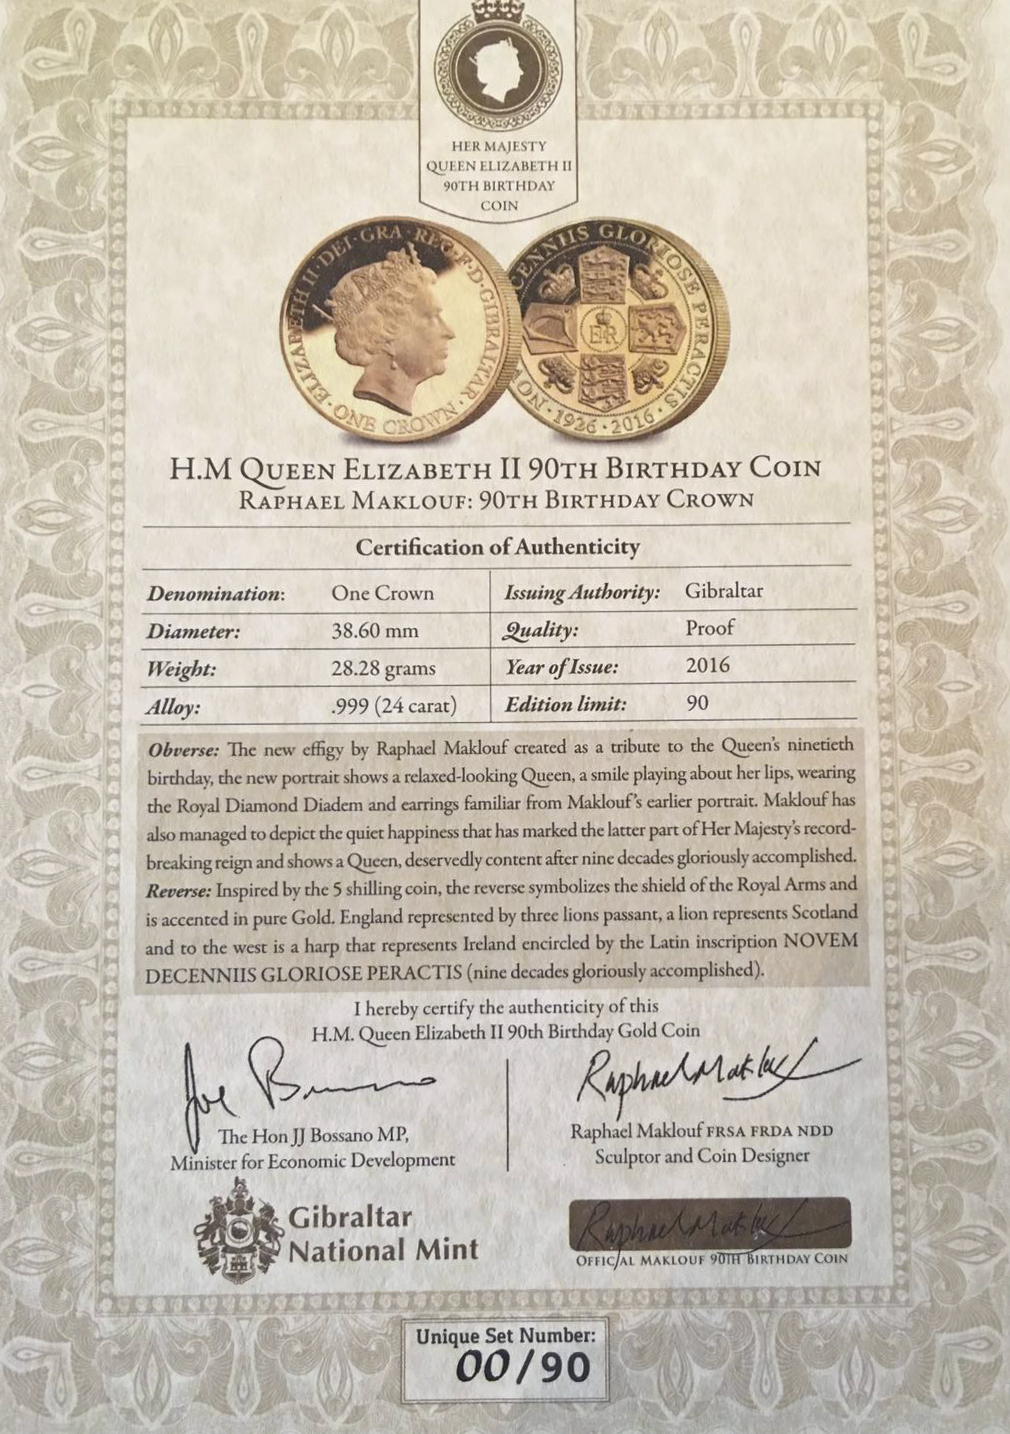 HER MAJESTY
QUEEN ELIZABETH II
90TH BIRTHDAY
COIN
ELIZABETH II · DEI · GRA · REG · F · D · GIBRALTAR · ONE CROWN ·
CENNIIS GLORIOSE PERACTIS · 1926 · 2016 · NOV
EIIR
H.M QUEEN ELIZABETH II 90TH BIRTHDAY COIN
RAPHAEL MAKLOUF: 90TH BIRTHDAY CROWN
Certification of Authenticity
Denomination: One Crown Issuing Authority: Gibraltar
Diameter: 38.60 mm Quality: Proof
Weight: 28.28 grams Year of Issue: 2016
Alloy: .999 (24 carat) Edition limit: 90
Obverse: The new effigy by Raphael Maklouf created as a tribute to the Queen's ninetieth
birthday, the new portrait shows a relaxed-looking Queen, a smile playing about her lips, wearing
the Royal Diamond Diadem and earrings familiar from Maklouf's earlier portrait. Maklouf has
also managed to depict the quiet happiness that has marked the latter part of Her Majesty's record-
breaking reign and shows a Queen, deservedly content after nine decades gloriously accomplished.
Reverse: Inspired by the 5 shilling coin, the reverse symbolizes the shield of the Royal Arms and
is accented in pure Gold. England represented by three lions passant, a lion represents Scotland
and to the west is a harp that represents Ireland encircled by the Latin inscription NOVEM
DECENNIIS GLORIOSE PERACTIS (nine decades gloriously accomplished).
I hereby certify the authenticity of this
H.M. Queen Elizabeth II 90th Birthday Gold Coin
Joe Bossano Raphael Maklouf
The Hon JJ Bossano MP, Raphael Maklouf FRSA FRDA NDD
Minister for Economic Development Sculptor and Coin Designer
Gibraltar
National Mint
Raphael Maklouf
OFFICIAL MAKLOUF 90TH BIRTHDAY COIN
Unique Set Number:
00/90